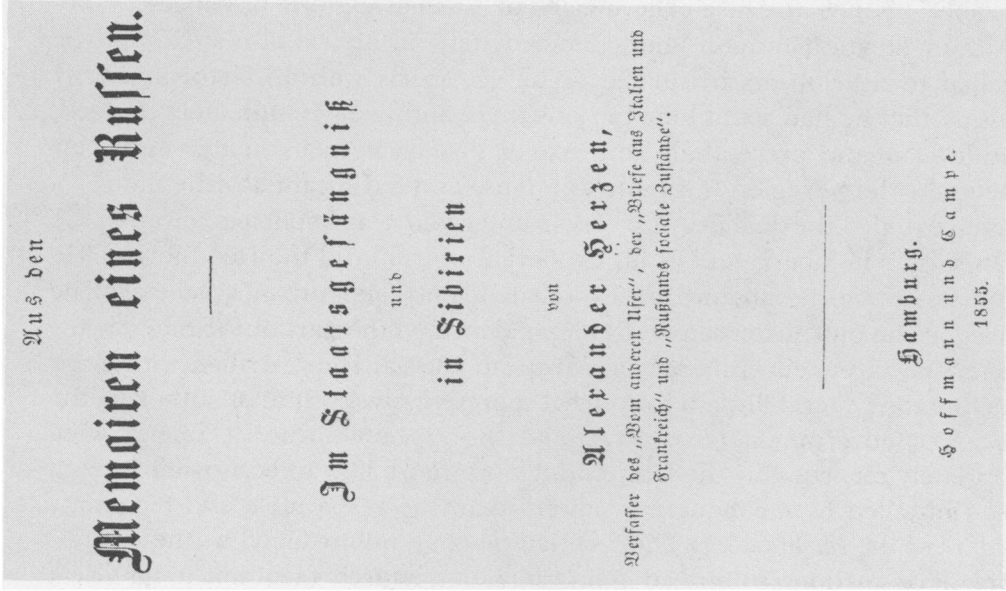 Aus den
Memoiren eines Russen.
Im Staatsgefängniß
und
in Sibirien
von
Alexander Herzen,
Verfasser des „Vom anderen Ufer“, der „Briefe aus Italien und
Frankreich“ und „Rußlands sociale Zustände“.
Hamburg.
Hoffmann und Campe.
1855.